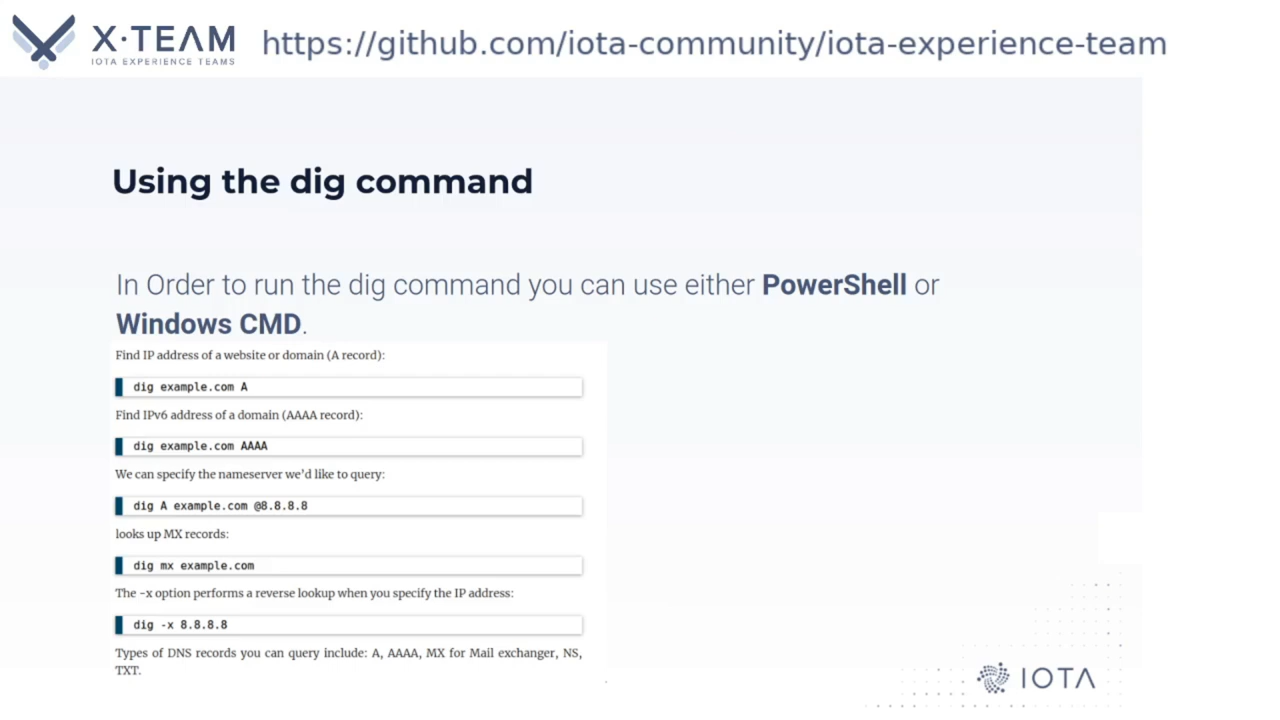 X·TEAM
IOTA EXPERIENCE TEAMS
https://github.com/iota-community/iota-experience-team
Using the dig command
In Order to run the dig command you can use either PowerShell or
Windows CMD.
Find IP address of a website or domain (A record):
dig example.com A
Find IPv6 address of a domain (AAAA record):
dig example.com AAAA
We can specify the nameserver we'd like to query:
dig A example.com @8.8.8.8
looks up MX records:
dig mx example.com
The -x option performs a reverse lookup when you specify the IP address:
dig -x 8.8.8.8
Types of DNS records you can query include: A, AAAA, MX for Mail exchanger, NS,
TXT.
IOTA